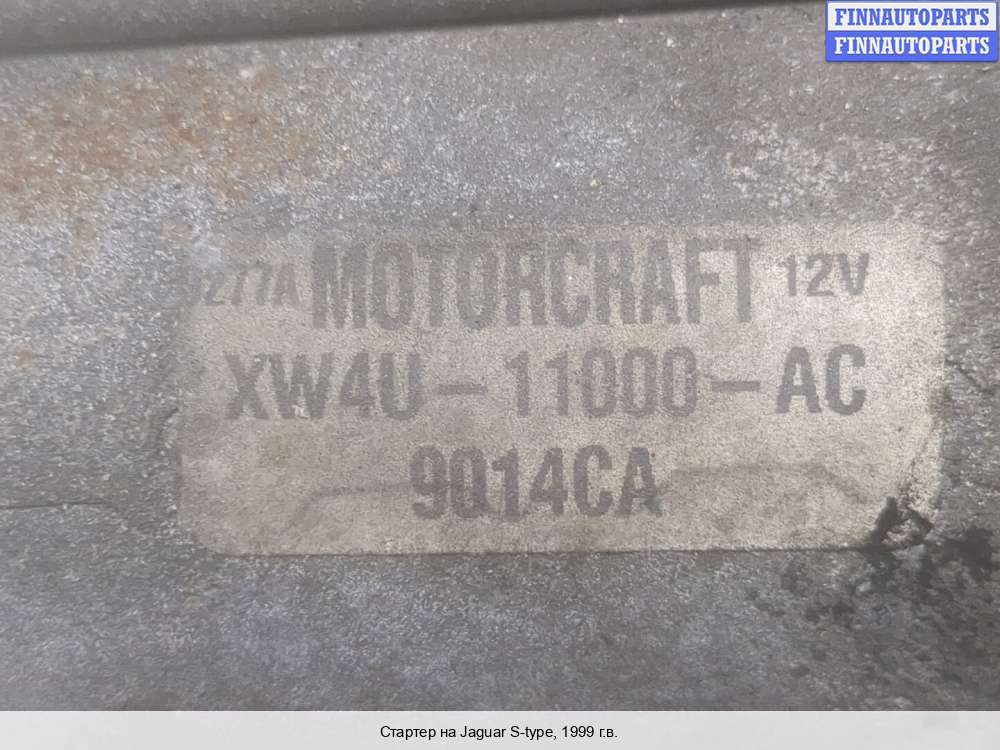 FINNAUTOPARTS
FINNAUTOPARTS
MOTORCRAFT 12V
XW4U-11000-AC
9014CA
Стартер на Jaguar S-type, 1999 г.в.